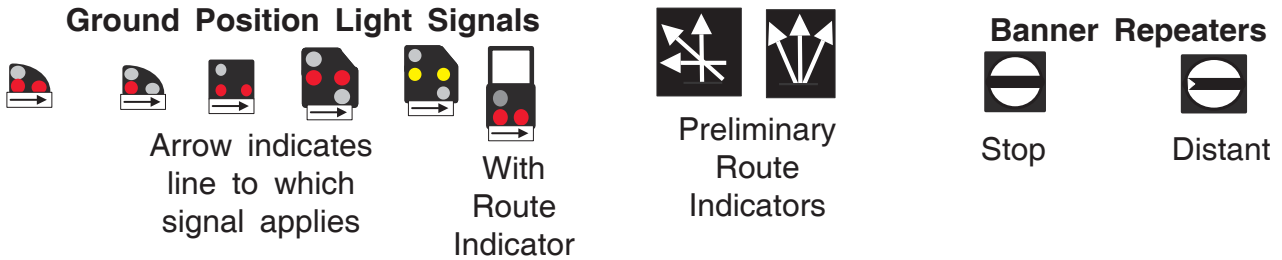 Ground Position Light Signals
Arrow indicates
line to which
signal applies
With
Route
Indicator
Preliminary
Route
Indicators
Banner Repeaters
Stop
Distant